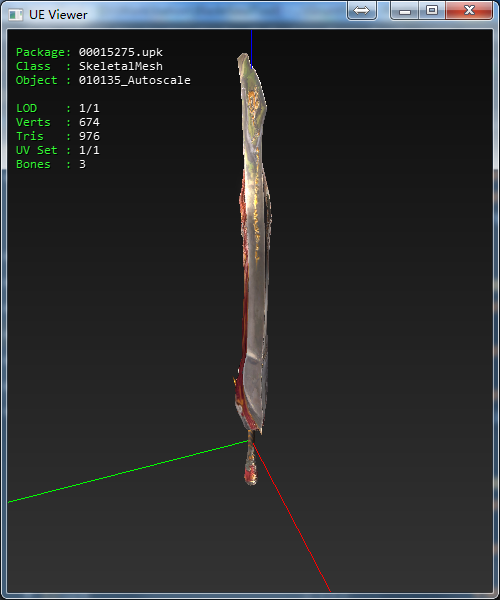 UE Viewer
Package: 00015275.upk
Class : SkeletalMesh
Object : 010135_Autoscale
LOD : 1/1
Verts : 674
Tris : 976
UV Set : 1/1
Bones : 3